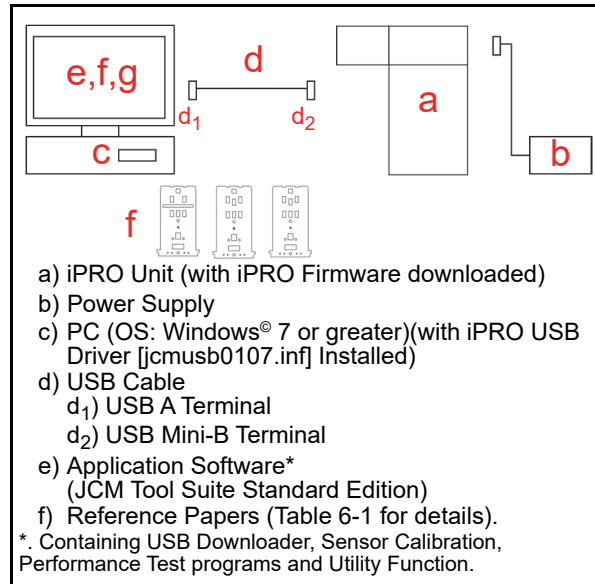 e,f,g
d
d1
d2
a
c
b
f
a) iPRO Unit (with iPRO Firmware downloaded)
b) Power Supply
c) PC (OS: Windows© 7 or greater)(with iPRO USB
Driver [jcmusb0107.inf] Installed)
d) USB Cable
d1) USB A Terminal
d2) USB Mini-B Terminal
e) Application Software*
(JCM Tool Suite Standard Edition)
f) Reference Papers (Table 6-1 for details).
*. Containing USB Downloader, Sensor Calibration,
Performance Test programs and Utility Function.